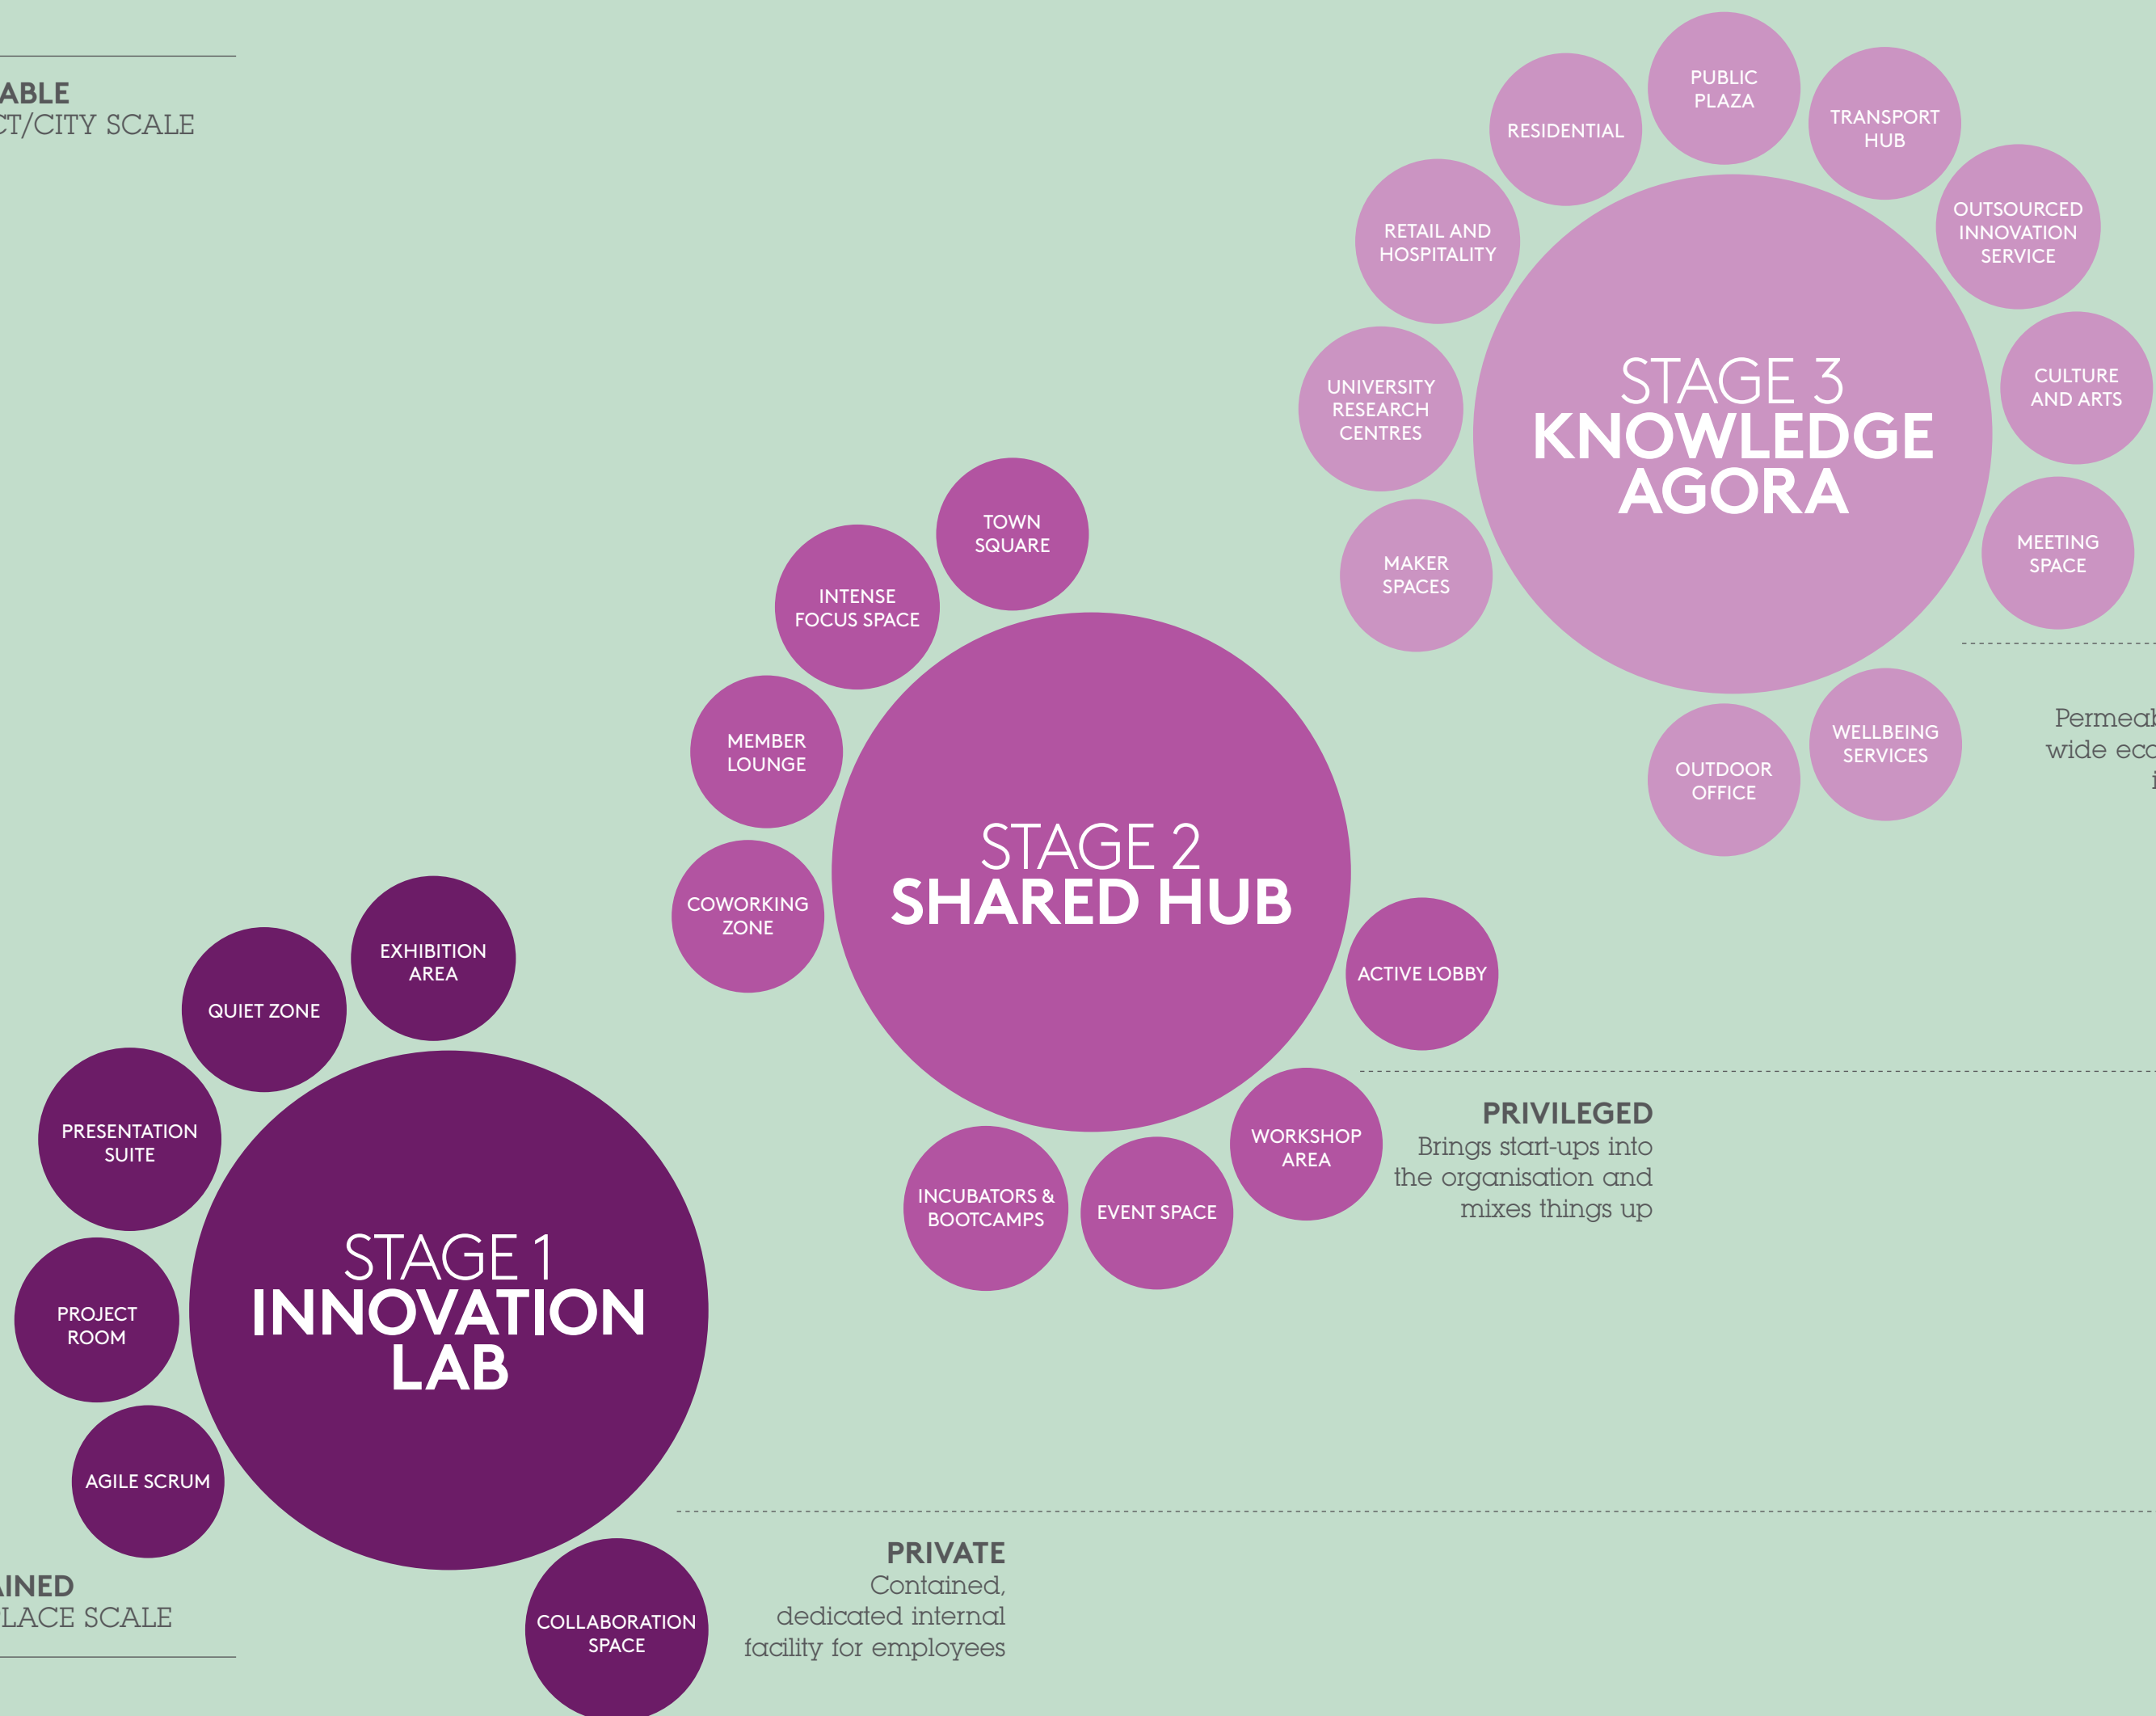 ABLE
CT/CITY SCALE
PUBLIC
PLAZA
RESIDENTIAL
TRANSPORT
HUB
RETAIL AND
HOSPITALITY
OUTSOURCED
INNOVATION
SERVICE
UNIVERSITY
RESEARCH
CENTRES
CULTURE
AND ARTS
STAGE 3
KNOWLEDGE
AGORA
MAKER
SPACES
MEETING
SPACE
OUTDOOR
OFFICE
WELLBEING
SERVICES
Permeab
wide eco
i
TOWN
SQUARE
INTENSE
FOCUS SPACE
MEMBER
LOUNGE
COWORKING
ZONE
STAGE 2
SHARED HUB
ACTIVE LOBBY
WORKSHOP
AREA
EVENT SPACE
INCUBATORS &
BOOTCAMPS
PRIVILEGED
Brings start-ups into
the organisation and
mixes things up
EXHIBITION
AREA
QUIET ZONE
PRESENTATION
SUITE
PROJECT
ROOM
AGILE SCRUM
STAGE 1
INNOVATION
LAB
COLLABORATION
SPACE
PRIVATE
Contained,
dedicated internal
facility for employees
AINED
LACE SCALE